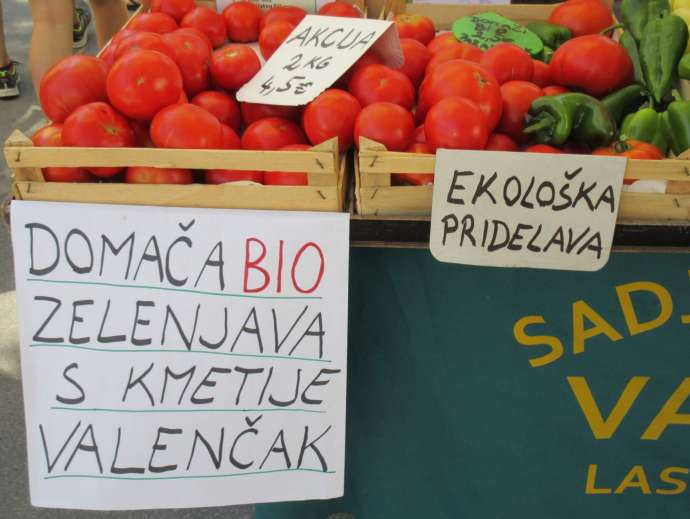 AKCIJA
2 KG
4,5€
EKOLOŠKA
PRIDELAVA
DOMAČA BIO
ZELENJAVA
S KMETIJE
VALENČAK